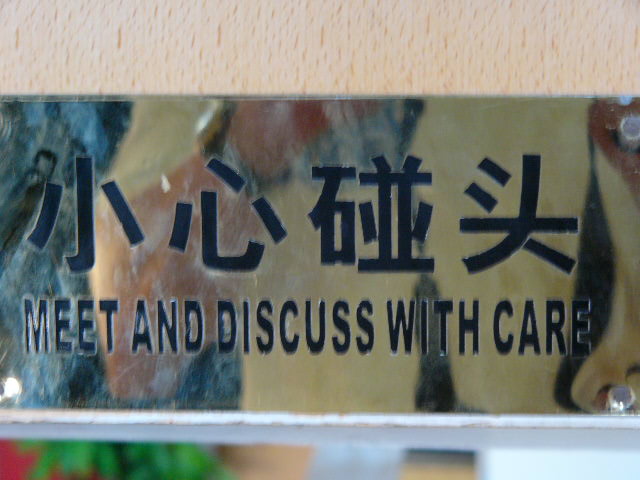 小心碰头
MEET AND DISCUSS WITH CARE